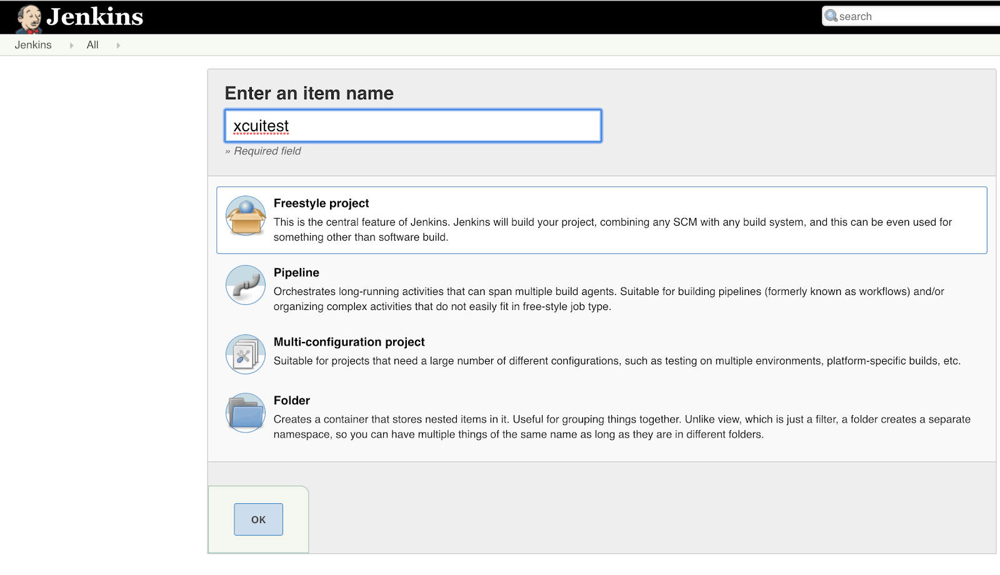 Jenkins
search
Jenkins
All
Enter an item name
xcuitest
» Required field
Freestyle project
This is the central feature of Jenkins. Jenkins will build your project, combining any SCM with any build system, and this can be even used for
something other than software build.
Pipeline
Orchestrates long-running activities that can span multiple build agents. Suitable for building pipelines (formerly known as workflows) and/or
organizing complex activities that do not easily fit in free-style job type.
Multi-configuration project
Suitable for projects that need a large number of different configurations, such as testing on multiple environments, platform-specific builds, etc.
Folder
Creates a container that stores nested items in it. Useful for grouping things together. Unlike view, which is just a filter, a folder creates a separate
namespace, so you can have multiple things of the same name as long as they are in different folders.
OK